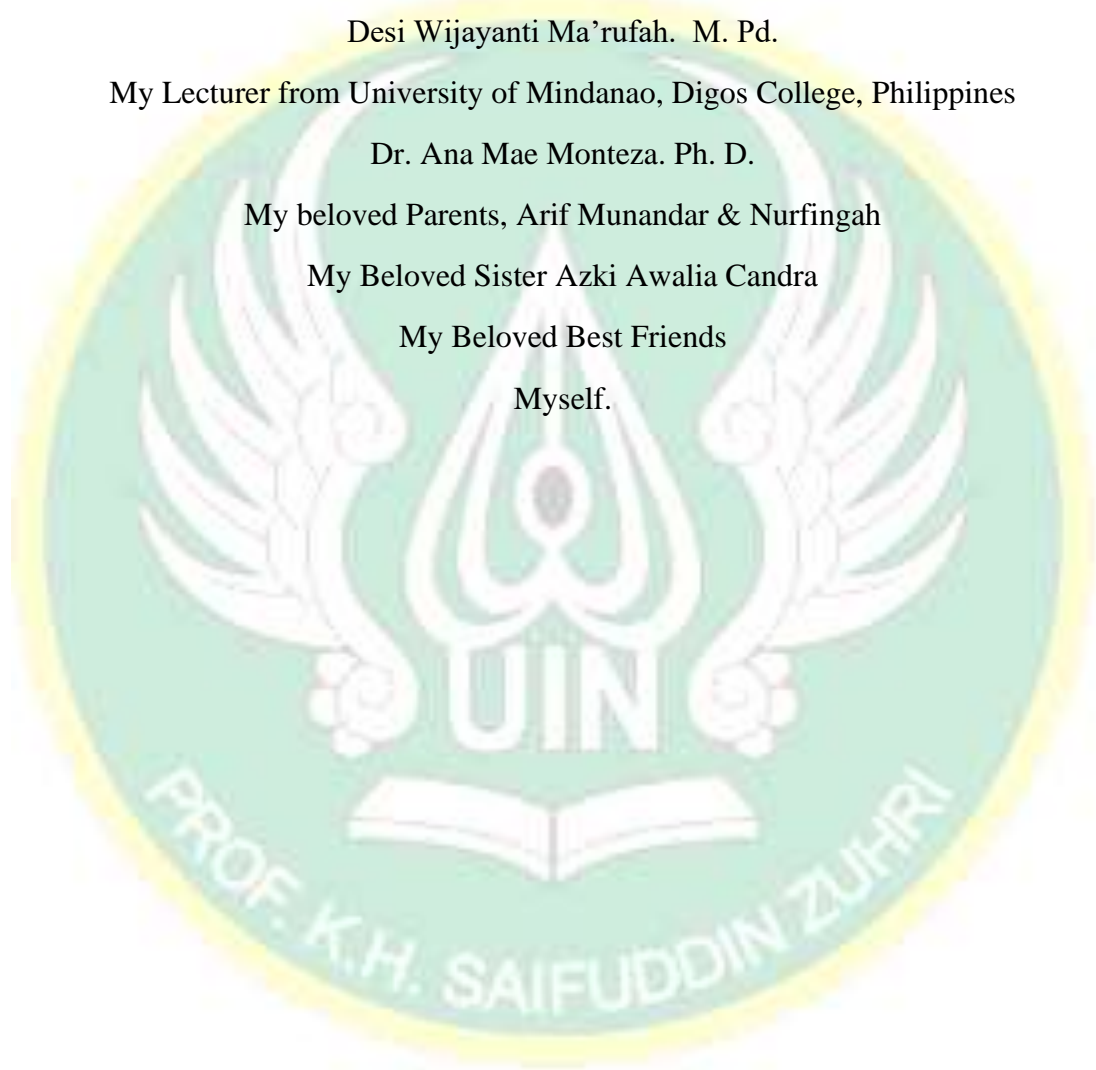 Desi Wijayanti Ma’rufah.  M. Pd.
My Lecturer from University of Mindanao, Digos College, Philippines
Dr. Ana Mae Monteza. Ph. D.
My beloved Parents, Arif Munandar & Nurfingah
My Beloved Sister Azki Awalia Candra
My Beloved Best Friends
Myself.
UIN
PROF. K.H. SAIFUDDIN ZUHRI